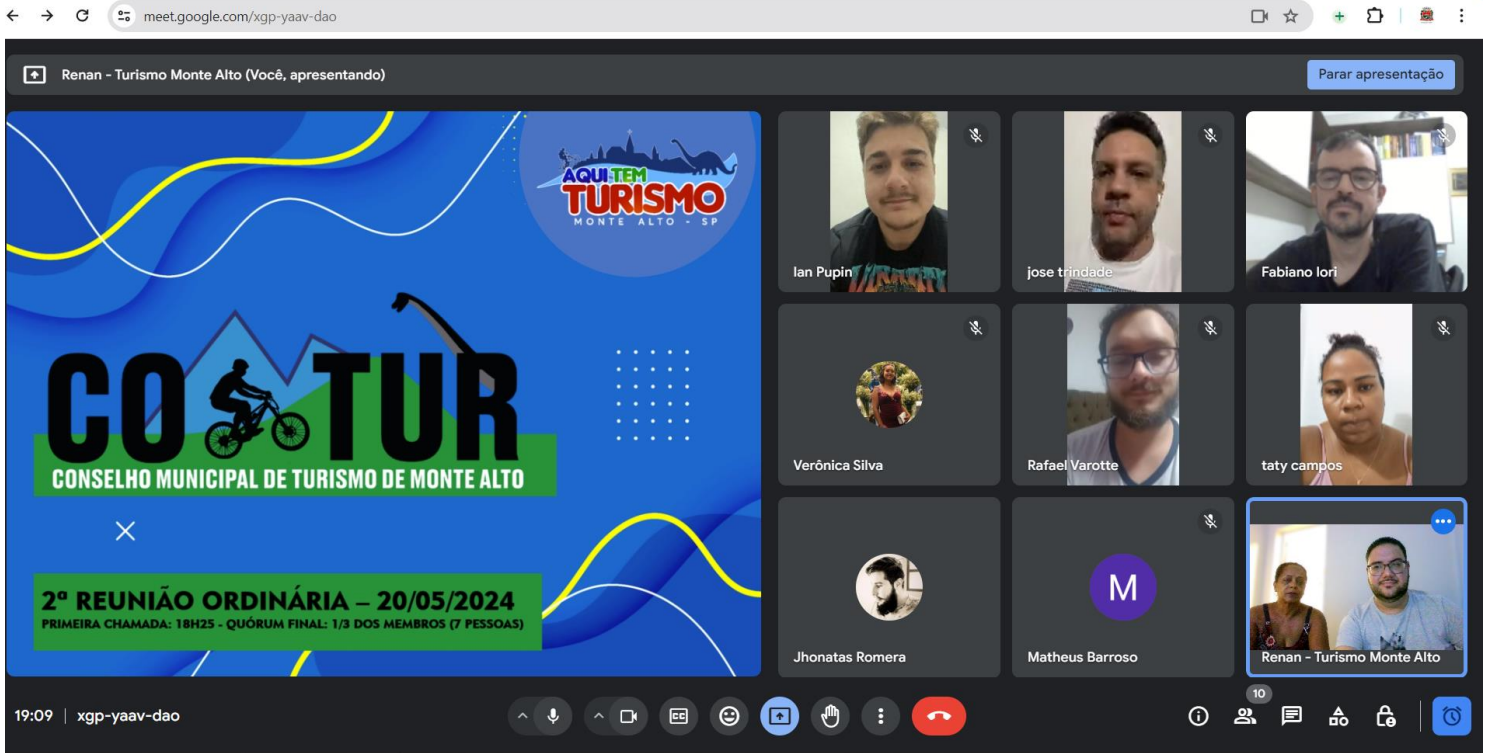 meet.google.com/xgp-yaav-dao
Renan - Turismo Monte Alto (Você, apresentando)
Parar apresentação
AQUI TEM
TURISMO
MONTE ALTO - SP
COMTUR
CONSELHO MUNICIPAL DE TURISMO DE MONTE ALTO
2ª REUNIÃO ORDINÁRIA – 20/05/2024
PRIMEIRA CHAMADA: 18H25 - QUÓRUM FINAL: 1/3 DOS MEMBROS (7 PESSOAS)
Ian Pupin
jose trindade
Fabiano Iori
Verônica Silva
Rafael Varotte
taty campos
Jhonatas Romera
M
Matheus Barroso
Renan - Turismo Monte Alto
19:09 | xgp-yaav-dao
CC
10